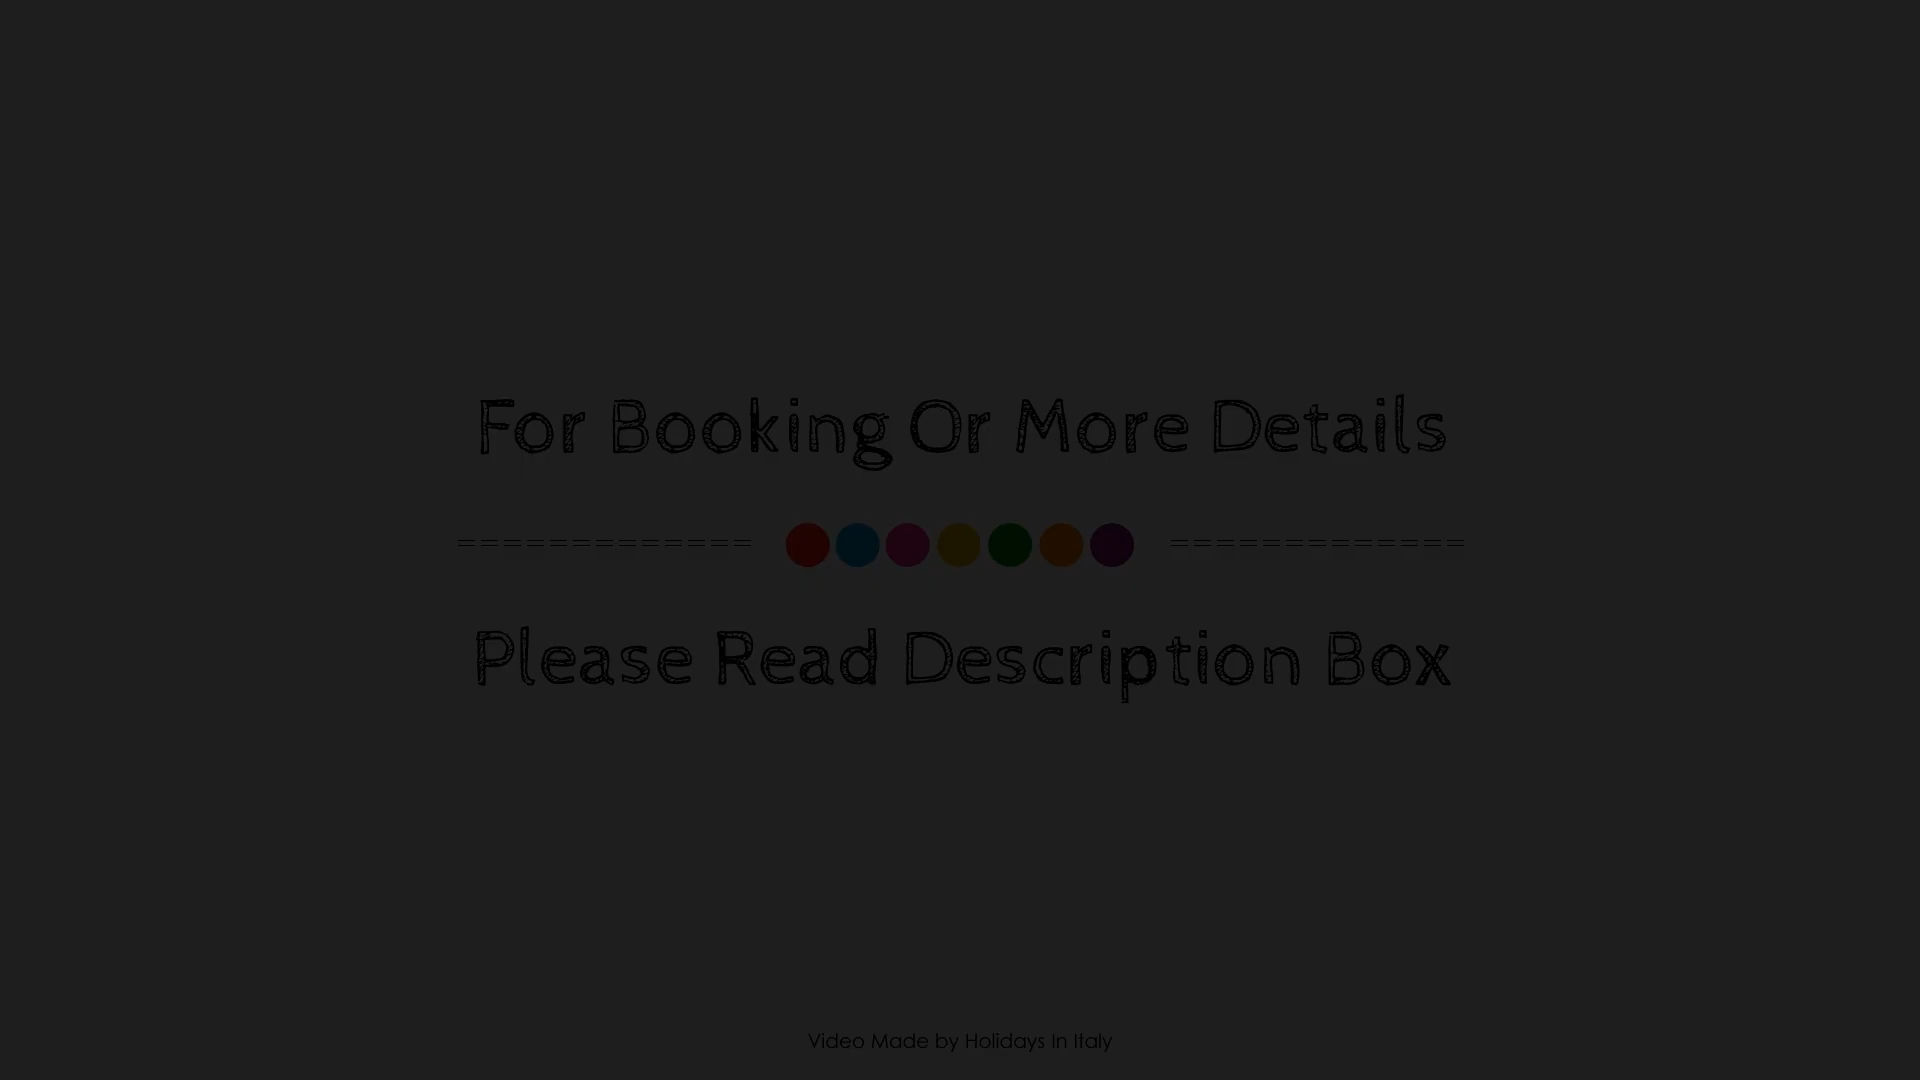 For Booking Or More Details
============= =============
Please Read Description Box
Video Made by Holidays In Italy